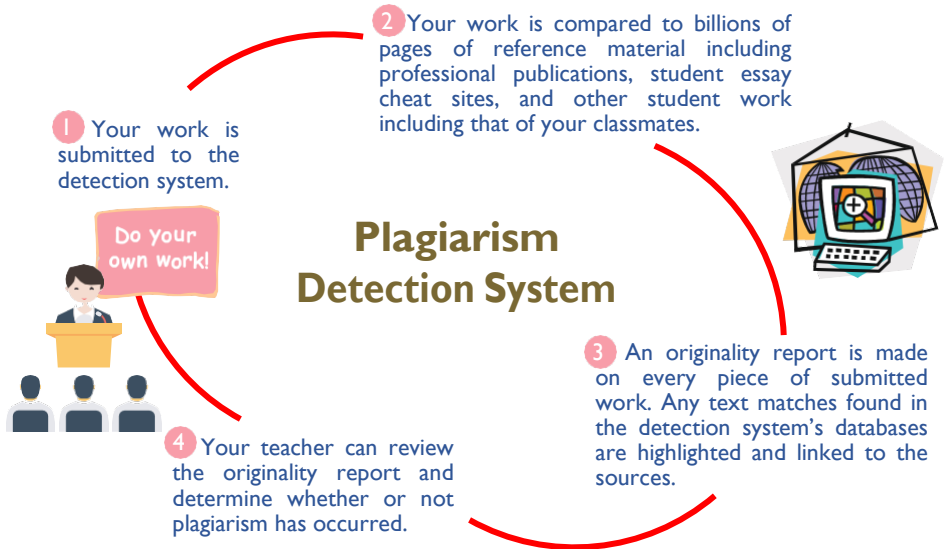 1 Your work is
submitted to the
detection system.
2 Your work is compared to billions of
pages of reference material including
professional publications, student essay
cheat sites, and other student work
including that of your classmates.
Do your
own work!
Plagiarism
Detection System
3 An originality report is made
on every piece of submitted
work. Any text matches found in
the detection system's databases
are highlighted and linked to the
sources.
4 Your teacher can review
the originality report and
determine whether or not
plagiarism has occurred.